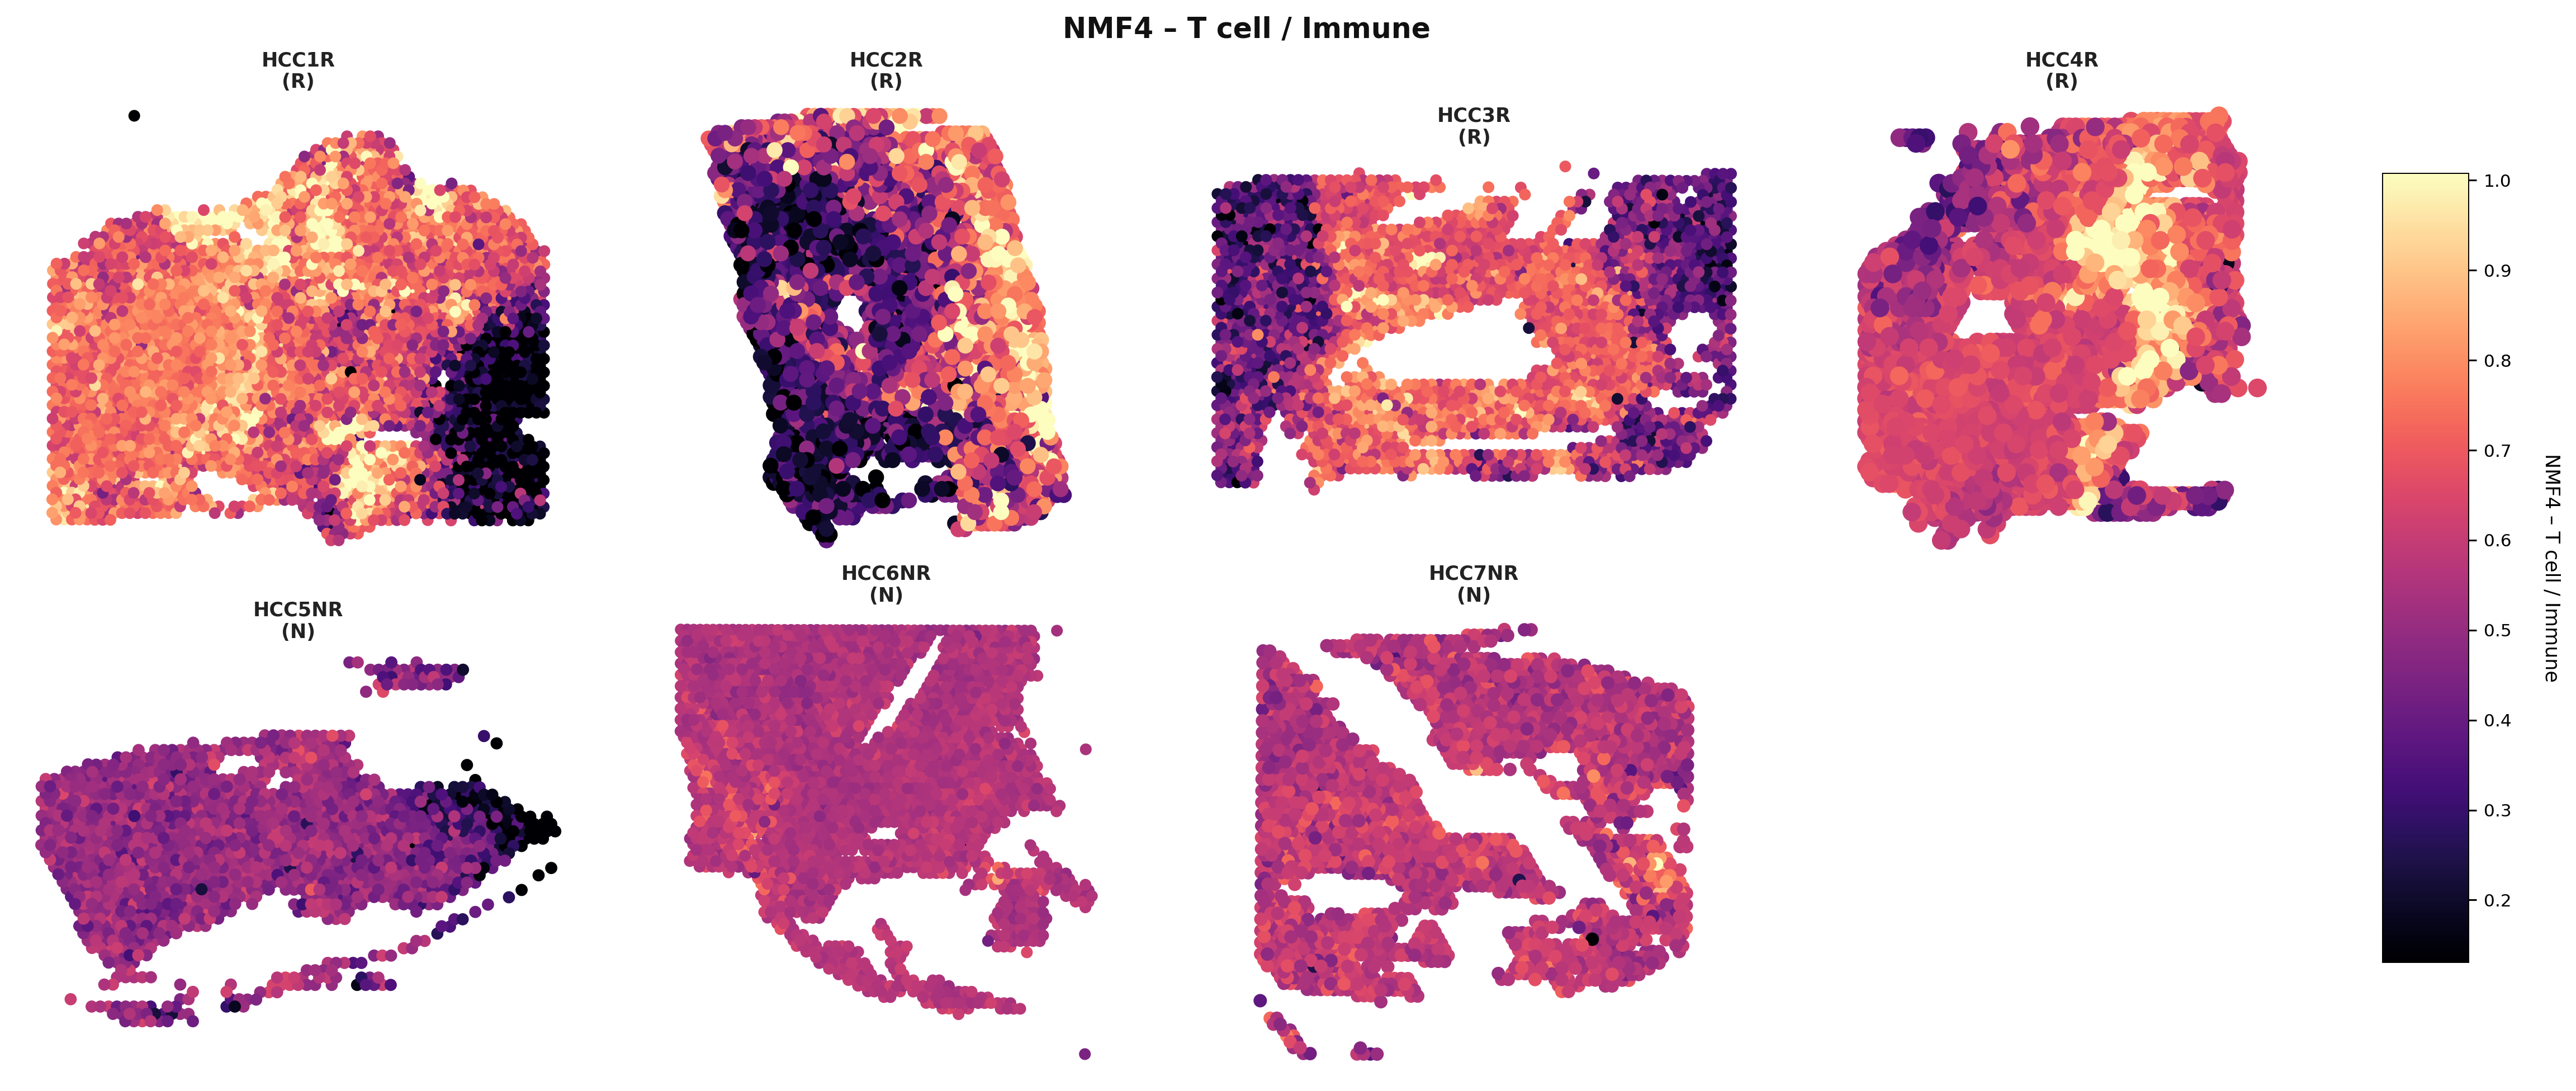 NMF4 – T cell / Immune
HCC1R
(R)
HCC2R
(R)
HCC3R
(R)
HCC4R
(R)
HCC5NR
(N)
HCC6NR
(N)
HCC7NR
(N)
1.0
0.9
0.8
0.7
0.6
0.5
0.4
0.3
0.2
NMF4 – T cell / Immune